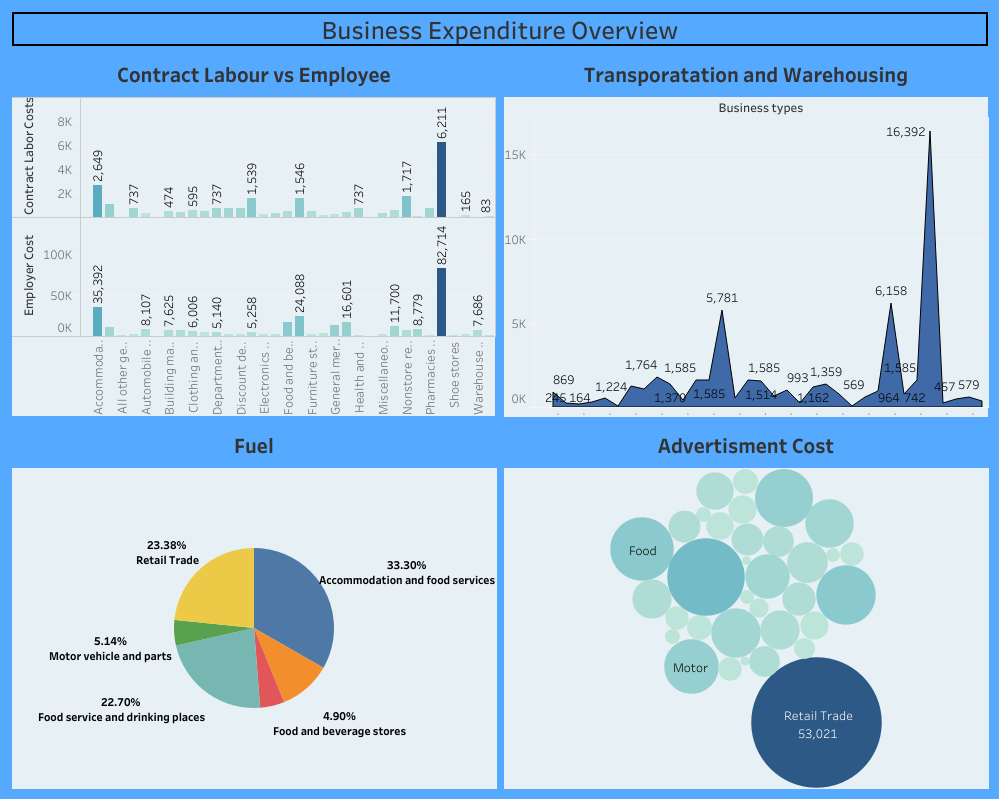 Business Expenditure Overview
Contract Labour vs Employee
Contract Labor Costs
8K
6K
4K
2K
2,649
737
474
595
737
1,539
1,546
737
1,717
6,211
165
83
Employer Cost
100K
50K
0K
35,392
8,107
7,625
6,006
5,140
5,258
24,088
16,601
11,700
8,779
82,714
7,686
Accommoda..
All other ge..
Automobile ..
Building ma..
Clothing an..
Department..
Discount de..
Electronics ..
Food and be..
Furniture st..
General mer..
Health and ..
Miscellaneo..
Nonstore re..
Pharmacies ..
Shoe stores
Warehouse ..
Transporatation and Warehousing
Business types
15K
10K
5K
0K
869
245
164
1,224
1,764
1,370
1,585
1,585
5,781
1,585
1,514
993
1,162
1,359
569
964
6,158
1,585
742
16,392
457
579
Fuel
23.38%
Retail Trade
33.30%
Accommodation and food services
5.14%
Motor vehicle and parts
22.70%
Food service and drinking places
4.90%
Food and beverage stores
Advertisment Cost
Food
Motor
Retail Trade
53,021